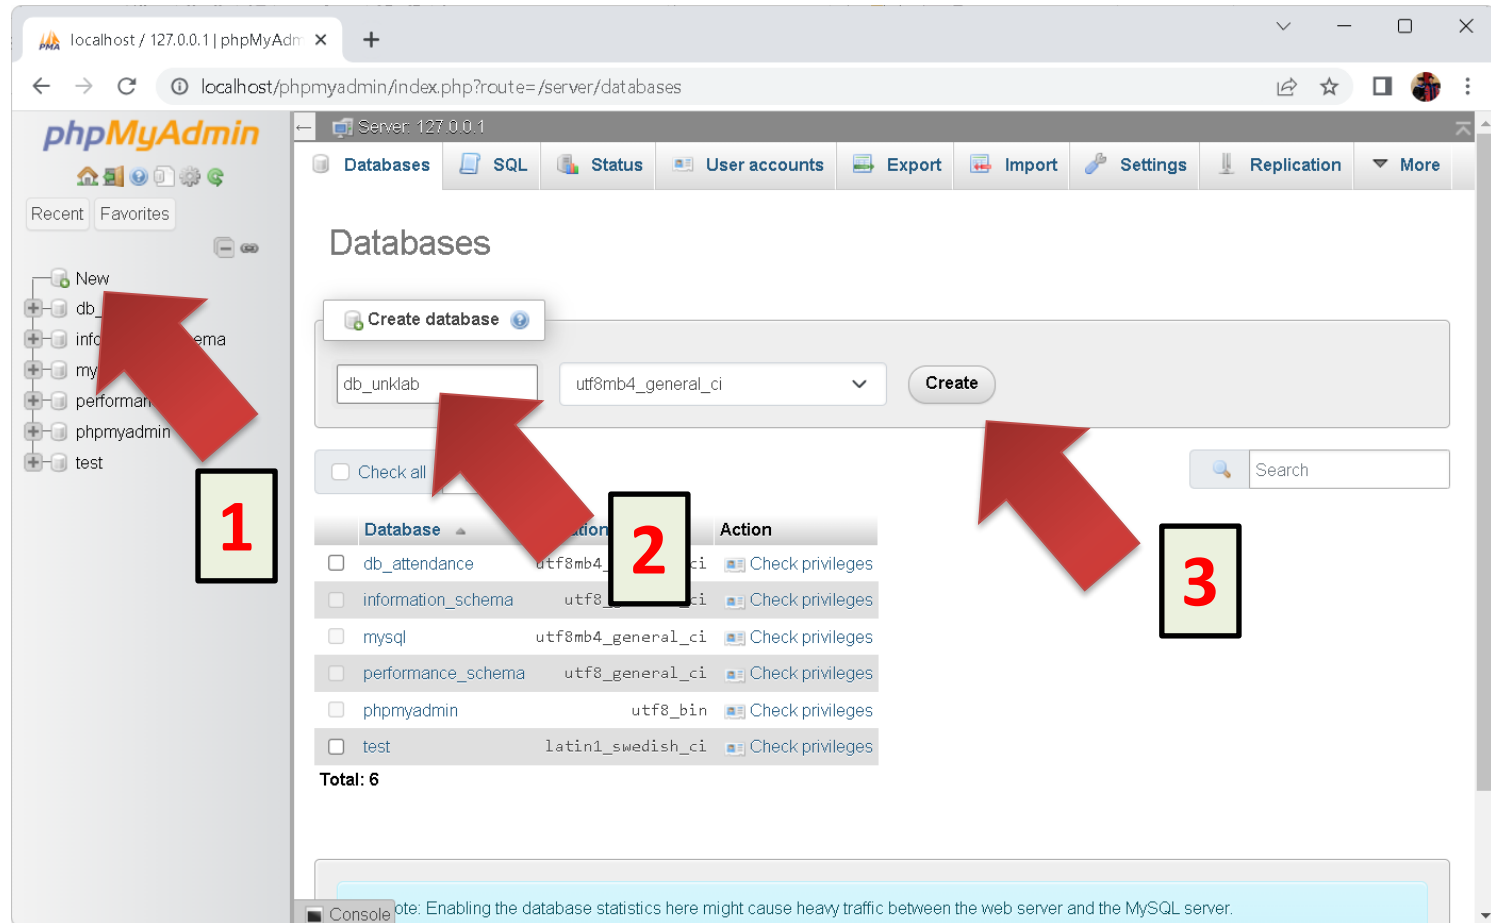 localhost / 127.0.0.1 | phpMyAdm
localhost/phpmyadmin/index.php?route=/server/databases
phpMyAdmin
Recent Favorites
New
db_
ema
my
performan
phpmyadmin
test
Server: 127.0.0.1
Databases SQL Status User accounts Export Import Settings Replication More
Databases
Create database
db_unklab utf8mb4_general_ci Create
Check all Search
Database Action
db_attendance Check privileges
information_schema Check privileges
mysql utf8mb4_general_ci Check privileges
performance_schema utf8_general_ci Check privileges
phpmyadmin utf8_bin Check privileges
test latin1_swedish_ci Check privileges
Total: 6
1
2
3
Console ote: Enabling the database statistics here might cause heavy traffic between the web server and the MySQL server.